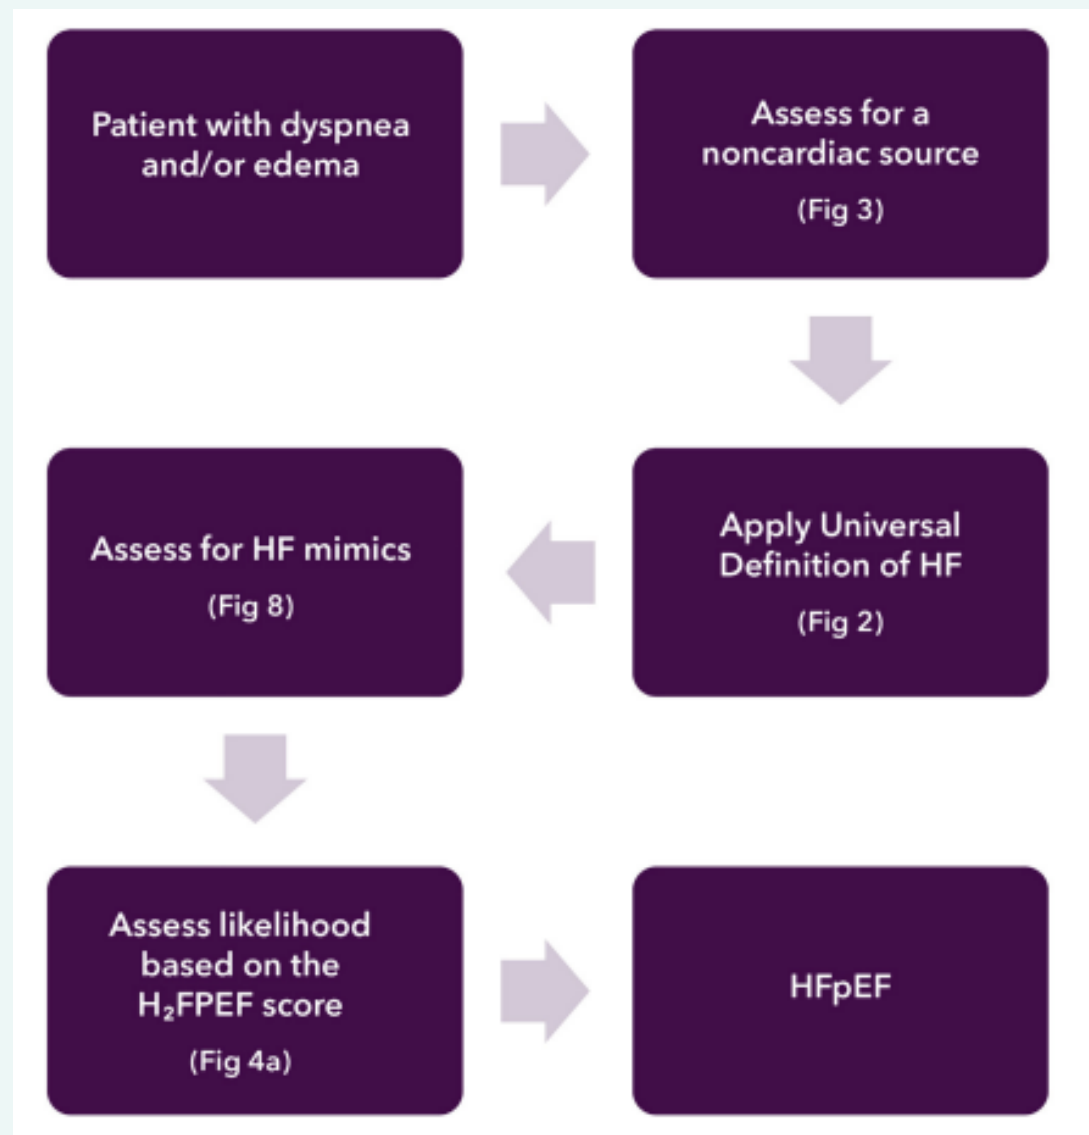 Patient with dyspnea
and/or edema
Assess for a
noncardiac source
(Fig 3)
Apply Universal
Definition of HF
(Fig 2)
Assess for HF mimics
(Fig 8)
Assess likelihood
based on the
H₂FPEF score
(Fig 4a)
HFpEF